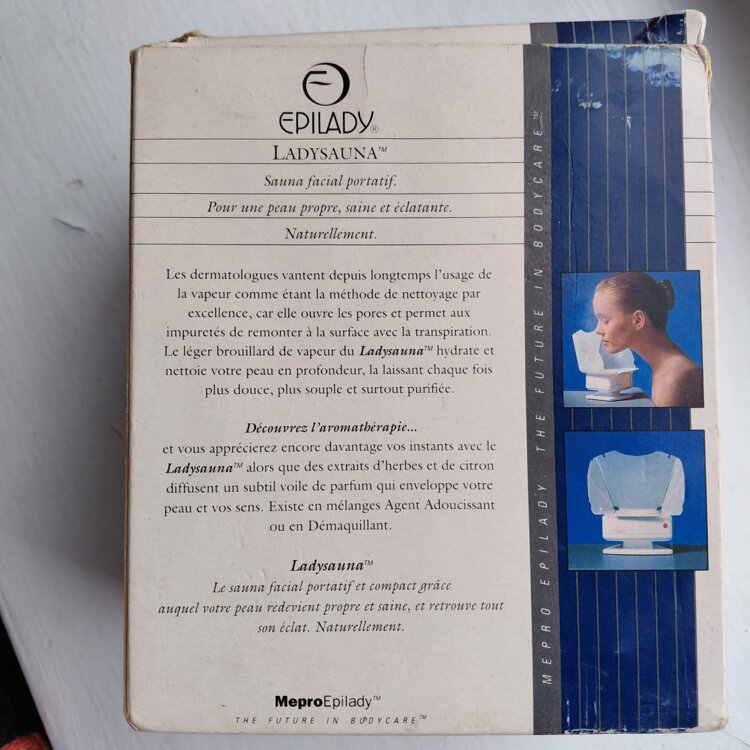 EPILADY®
LADYSAUNA™
Sauna facial portatif.
Pour une peau propre, saine et éclatante.
Naturellement.
Les dermatologues vantent depuis longtemps l'usage de
la vapeur comme étant la méthode de nettoyage par
excellence, car elle ouvre les pores et permet aux
impuretés de remonter à la surface avec la transpiration.
Le léger brouillard de vapeur du Ladysauna™ hydrate et
nettoie votre peau en profondeur, la laissant chaque fois
plus douce, plus souple et surtout purifiée.
Découvrez l'aromathérapie...
et vous apprécierez encore davantage vos instants avec le
Ladysauna™ alors que des extraits d'herbes et de citron
diffusent un subtil voile de parfum qui enveloppe votre
peau et vos sens. Existe en mélanges Agent Adoucissant
ou en Démaquillant.
Ladysauna™
Le sauna facial portatif et compact grâce
auquel votre peau redevient propre et saine, et retrouve tout
son éclat. Naturellement.
MeproEpilady™
THE FUTURE IN BODYCARE™
MEPRO EPILADY. THE FUTURE IN BODYCARE™